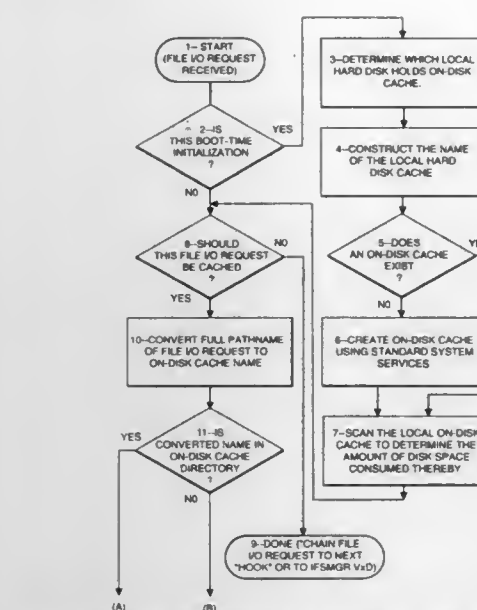 1-- START
(FILE I/O REQUEST
RECEIVED)
2--IS
THIS BOOT-TIME
INITIALIZATION
?
YES
NO
3--DETERMINE WHICH LOCAL
HARD DISK HOLDS ON-DISK
CACHE.
4--CONSTRUCT THE NAME
OF THE LOCAL HARD
DISK CACHE
5--DOES
AN ON-DISK CACHE
EXIST
?
NO
6--CREATE ON-DISK CACHE
USING STANDARD SYSTEM
SERVICES
7--SCAN THE LOCAL ON-DISK
CACHE TO DETERMINE THE
AMOUNT OF DISK SPACE
CONSUMED THEREBY
8--SHOULD
THIS FILE I/O REQUEST
BE CACHED
?
NO
YES
10--CONVERT FULL PATHNAME
OF FILE I/O REQUEST TO
ON-DISK CACHE NAME
11--IS
CONVERTED NAME IN
ON-DISK CACHE
DIRECTORY
?
YES
NO
9--DONE ("CHAIN FILE
I/O REQUEST TO NEXT
"HOOK" OR TO IFSMGR VxD)
(A)
(B)